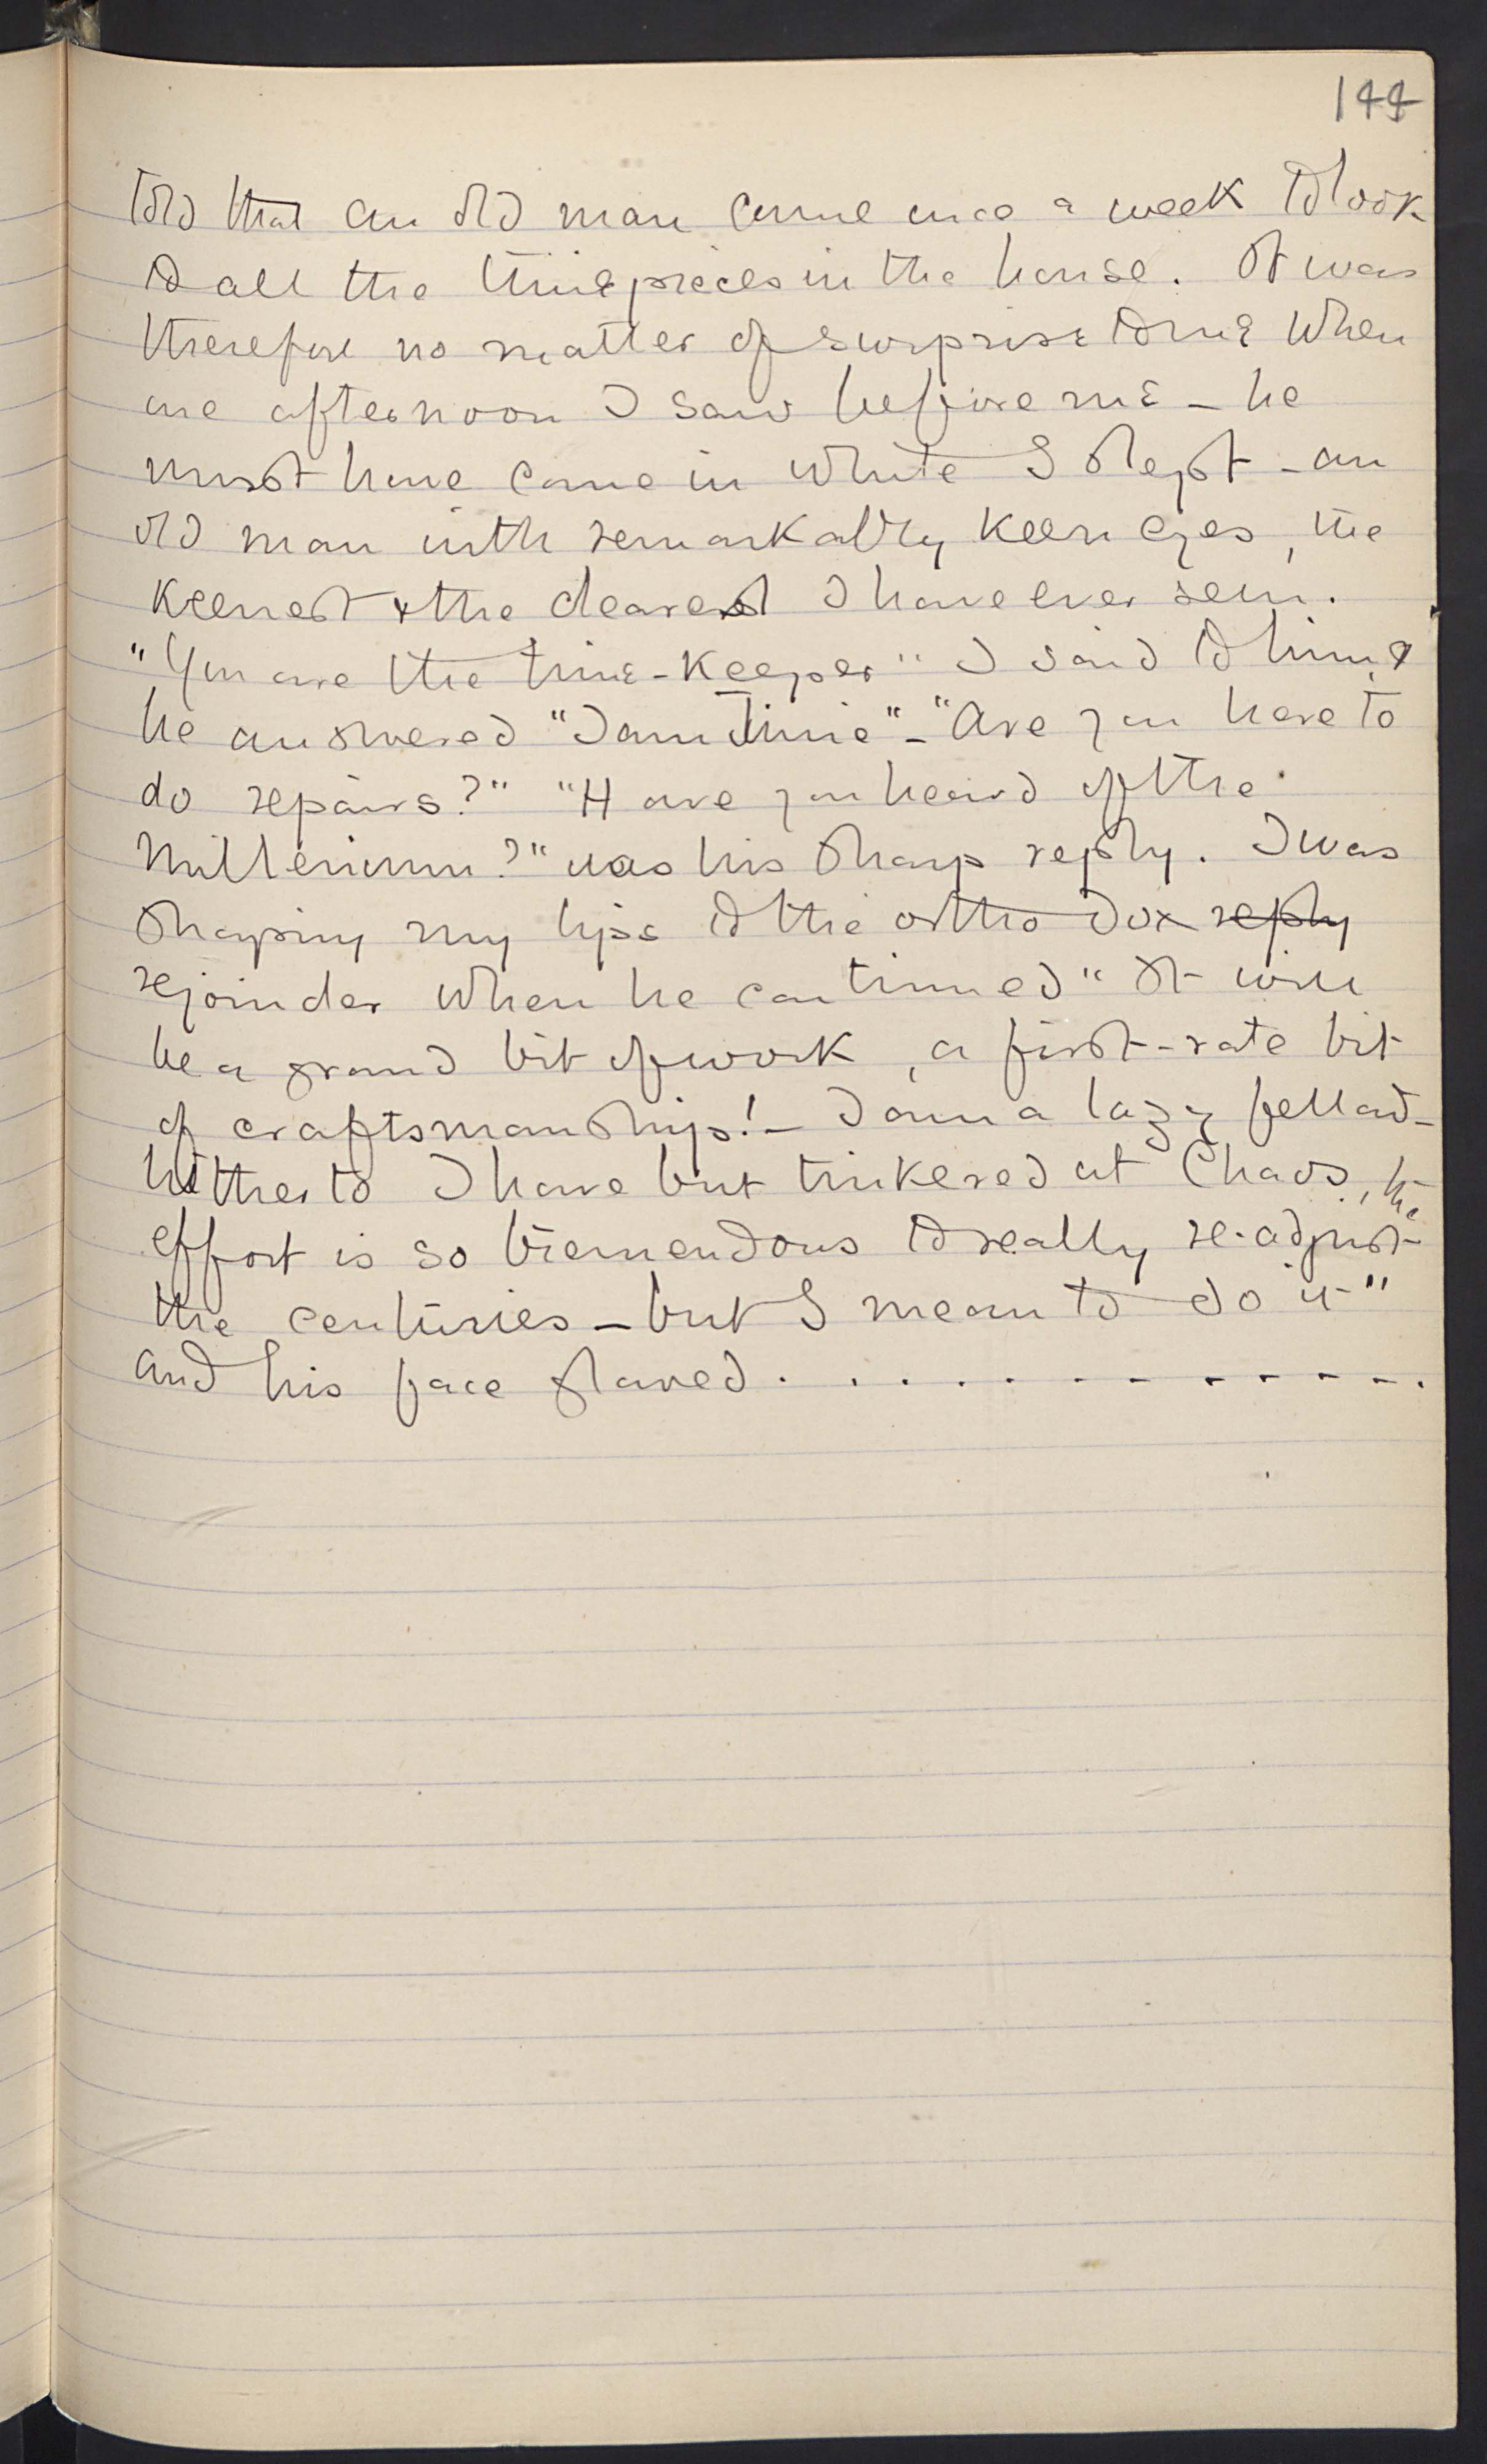 144
told that an old man came once a week to look
to all the timepieces in the house. It was
therefore no matter of surprise to me when
one afternoon I saw before me – he
must have come in while I slept – an
old man with remarkably keen eyes, the
keenest & the clearest I have ever seen.
"You are the time-keeper" I said to him, &
he answered "I am Time" – "Are you here to
do repairs?" "Have you heard of the
Millenium?" was his sharp reply. I was
shaping my lips to the orthodox reply
rejoinder when he continued "It will
be a grand bit of work, a first-rate bit
of craftsmanship! – I am a lazy fellow –
hitherto I have but tinkered at Chaos, the
effort is so tremendous to really re-adjust
the centuries – but I mean to do it"
and his face flared . . . . . . . . . . . . .